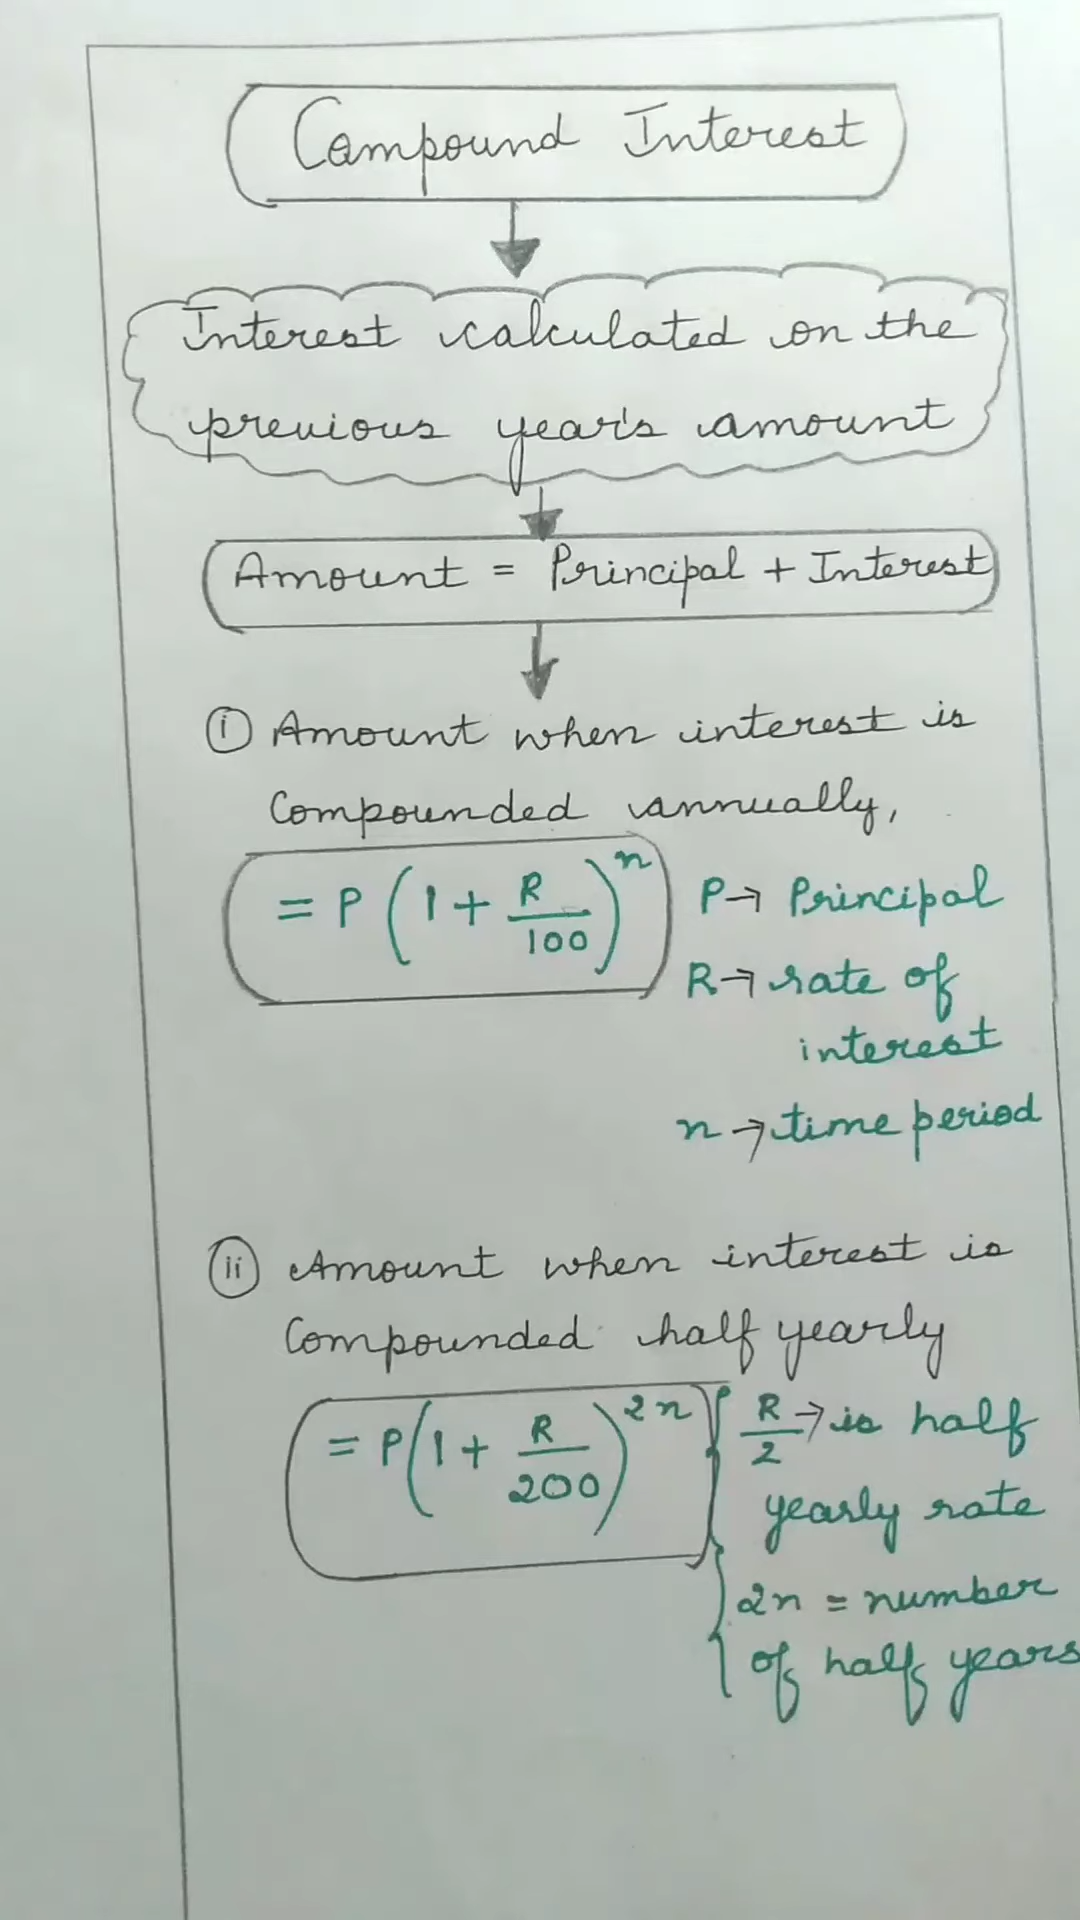 Compound Interest
Interest calculated on the
previous year's amount
Amount = Principal + Interest
(i) Amount when interest is
Compounded annually,
= P (1 + R/100)^n
P → Principal
R → rate of
interest
n → time period
(ii) Amount when interest is
Compounded half yearly
= P(1 + R/200)^2n
R/2 → is half
yearly rate
2n = number
of half years